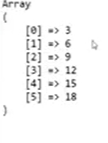 Array
(
[0] => 3
[1] => 6
[2] => 9
[3] => 12
[4] => 15
[5] => 18
)